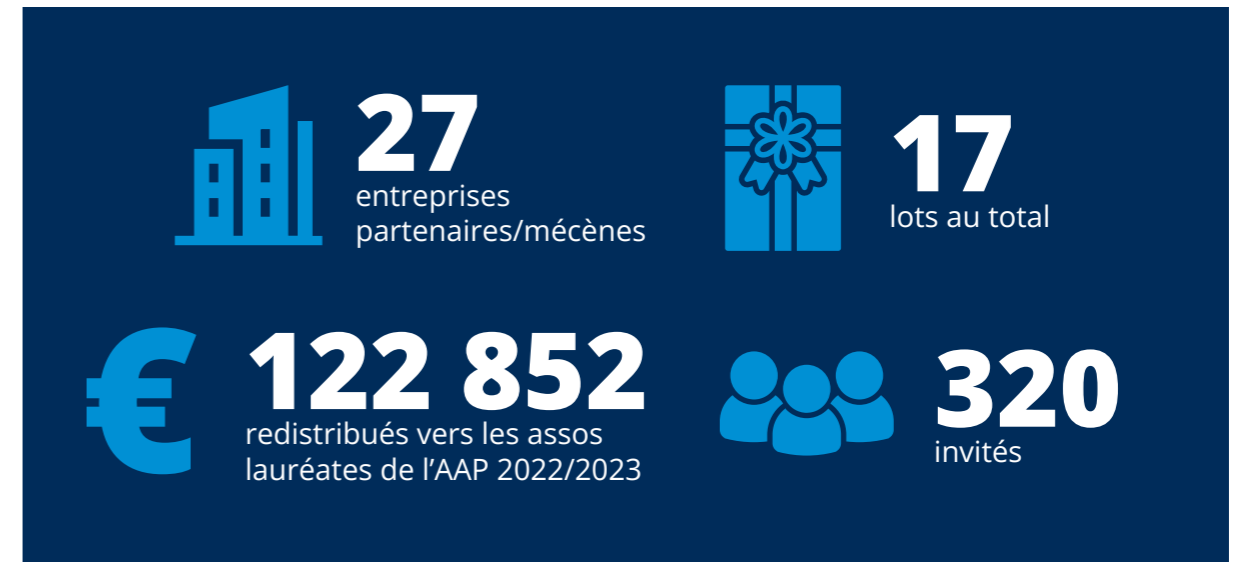 27
entreprises
partenaires/mécènes
17
lots au total
€ 122 852
redistribués vers les assos
lauréates de l’AAP 2022/2023
320
invités